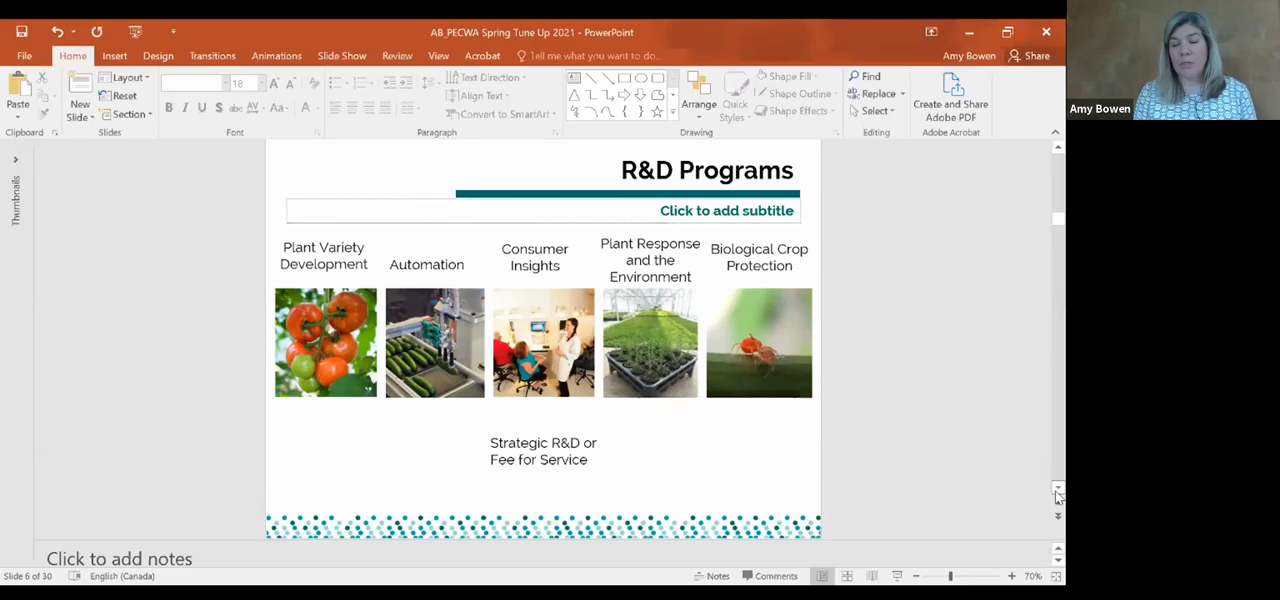 AB_PECWA Spring Tune Up 2021 - PowerPoint
File Home Insert Design Transitions Animations Slide Show Review View Acrobat Tell me what you want to do... Amy Bowen Share
Paste
New
Slide
Layout
Reset
Section
18
B I U S abc AV Aa A
Text Direction
Align Text
Convert to SmartArt
Arrange
Quick
Styles
Shape Fill
Shape Outline
Shape Effects
Find
Replace
Select
Create and Share
Adobe PDF
Clipboard Slides Font Paragraph Drawing Editing Adobe Acrobat
Amy Bowen
Thumbnails
R&D Programs
Click to add subtitle
Plant Variety
Development
Automation
Consumer
Insights
Plant Response
and the
Environment
Biological Crop
Protection
Strategic R&D or
Fee for Service
Click to add notes
Slide 6 of 30 English (Canada) Notes Comments 70%